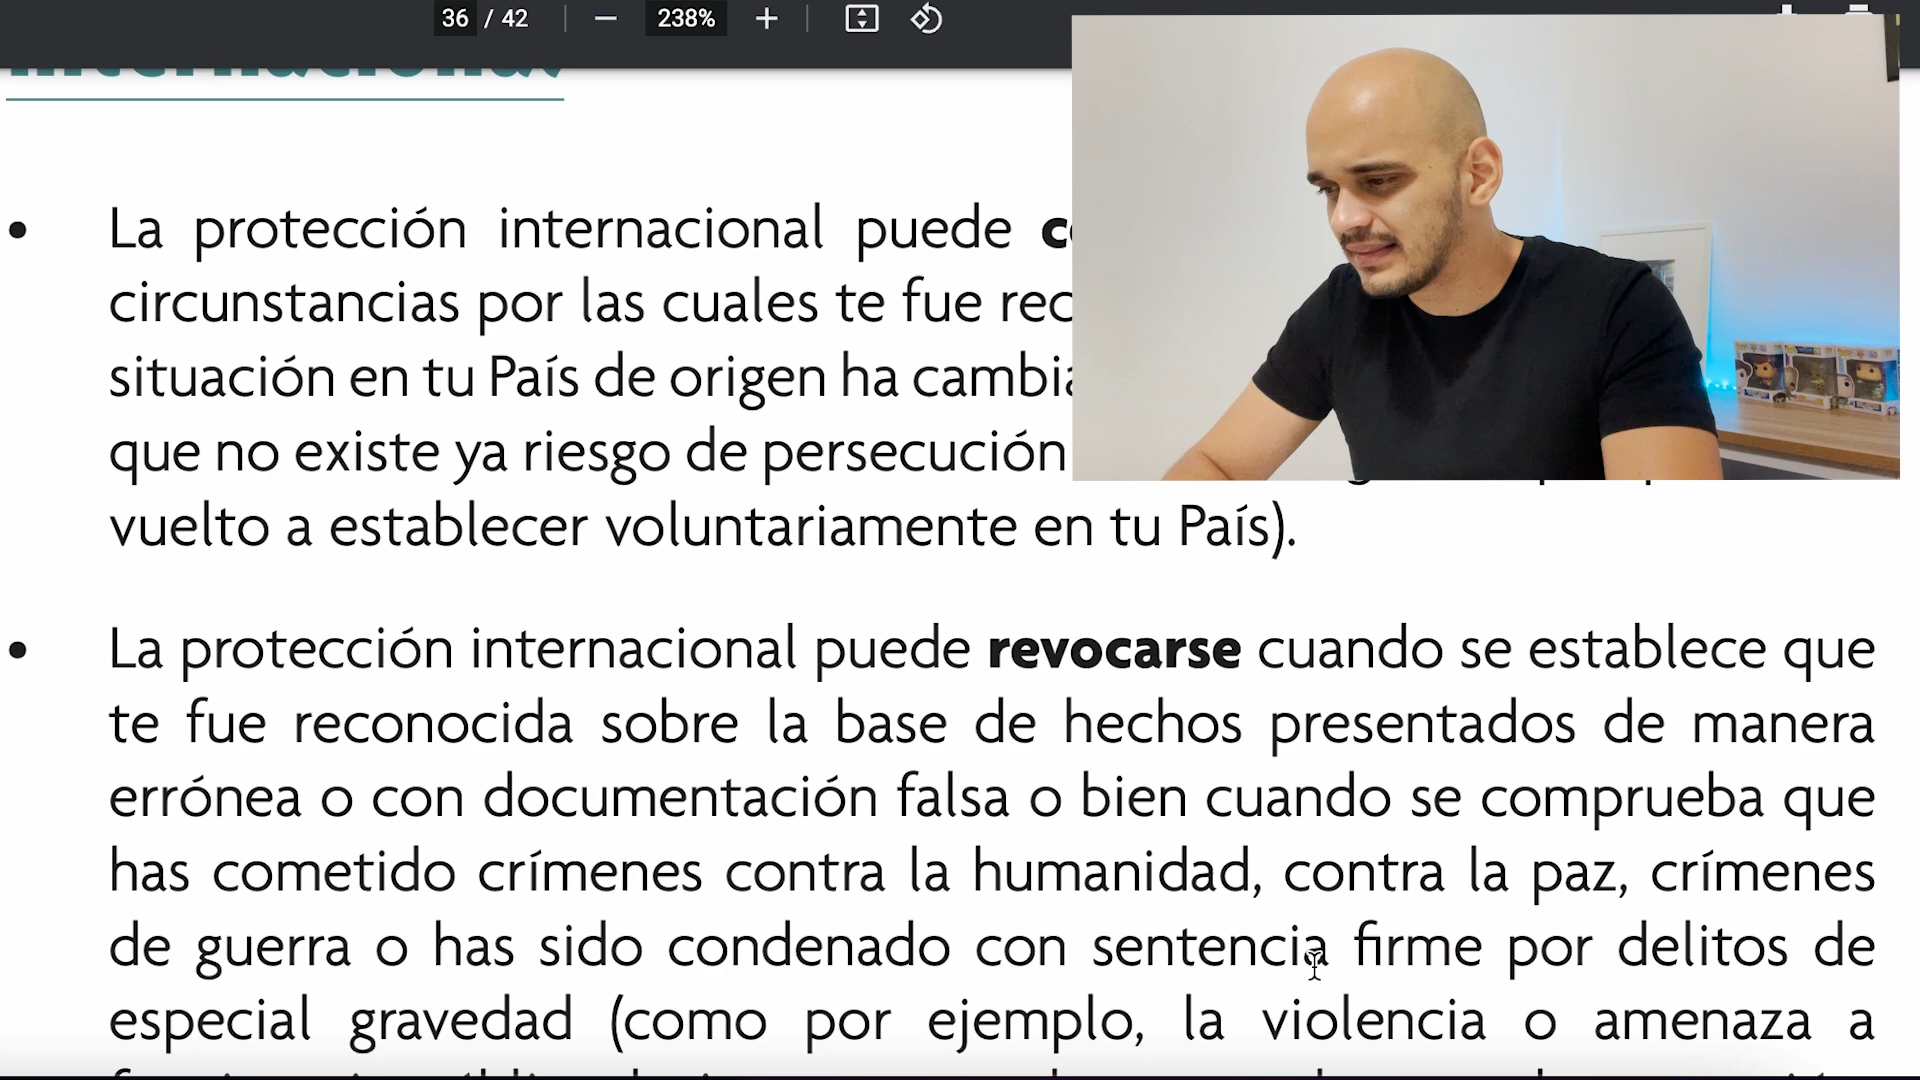 36 / 42 238%
La protección internacional puede
circunstancias por las cuales te fue
situación en tu País de origen ha
que no existe ya riesgo de persecución
vuelto a establecer voluntariamente en tu País).
La protección internacional puede revocarse cuando se establece que
te fue reconocida sobre la base de hechos presentados de manera
errónea o con documentación falsa o bien cuando se comprueba que
has cometido crímenes contra la humanidad, contra la paz, crímenes
de guerra o has sido condenado con sentencia firme por delitos de
especial gravedad (como por ejemplo, la violencia o amenaza a